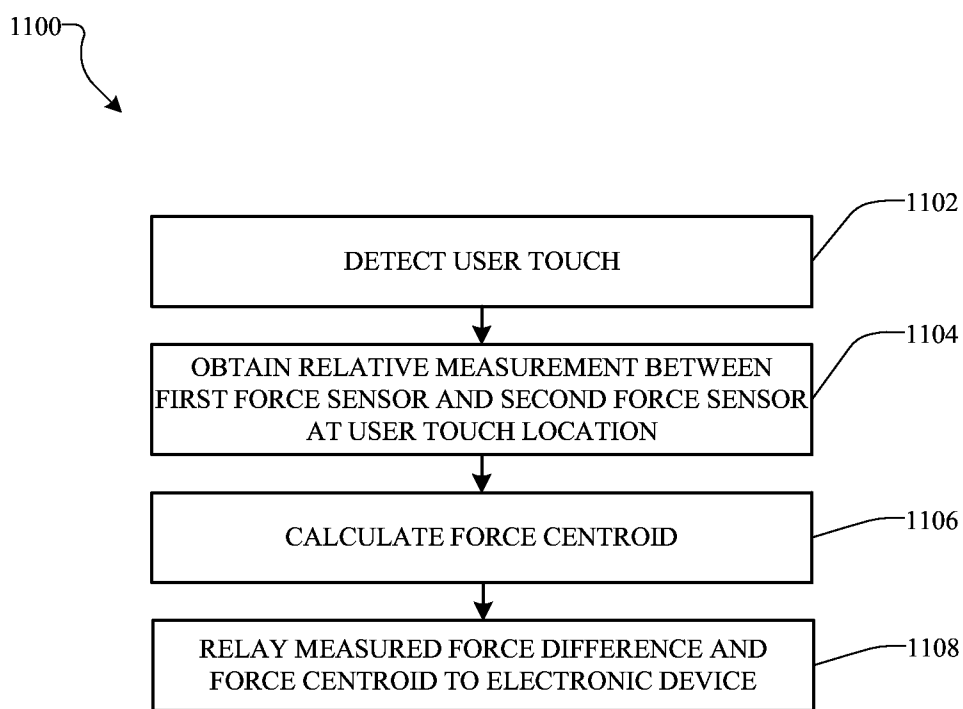 1100
1102
DETECT USER TOUCH
1104
OBTAIN RELATIVE MEASUREMENT BETWEEN
FIRST FORCE SENSOR AND SECOND FORCE SENSOR
AT USER TOUCH LOCATION
1106
CALCULATE FORCE CENTROID
1108
RELAY MEASURED FORCE DIFFERENCE AND
FORCE CENTROID TO ELECTRONIC DEVICE